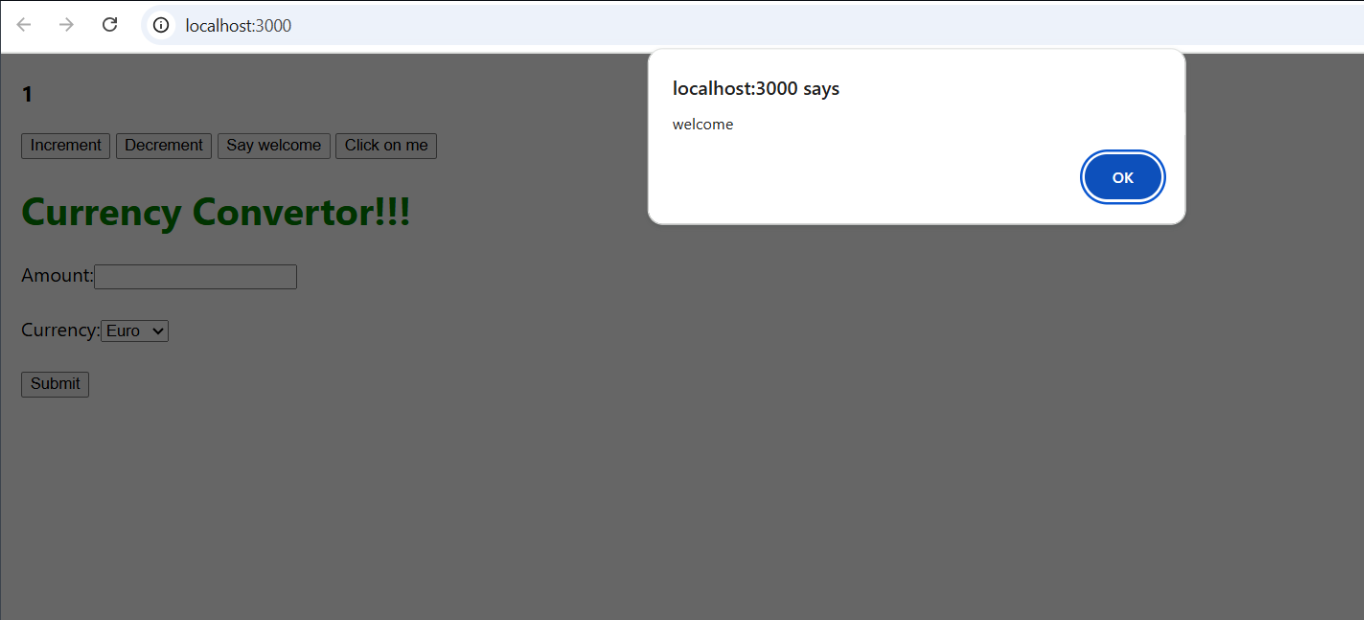 localhost:3000
localhost:3000 says
welcome
OK
1
Increment Decrement Say welcome Click on me
Currency Convertor!!!
Amount:
Currency: Euro
Submit